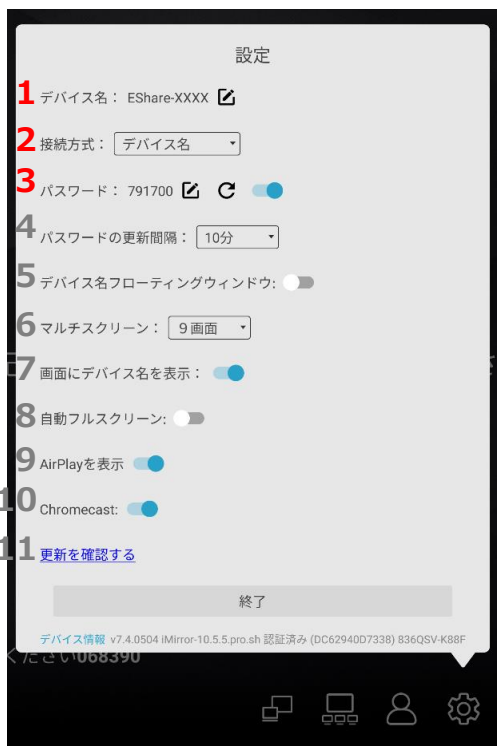 設定
1 デバイス名： EShare-XXXX
2 接続方式： デバイス名
3 パスワード： 791700
4 パスワードの更新間隔： 10分
5 デバイス名フローティングウィンドウ:
6 マルチスクリーン： 9画面
7 画面にデバイス名を表示：
8 自動フルスクリーン:
9 AirPlayを表示
10 Chromecast:
11 更新を確認する
終了
デバイス情報 v7.4.0504 iMirror-10.5.5.pro.sh 認証済み (DC62940D7338) 836QSV-K88F
ください068390